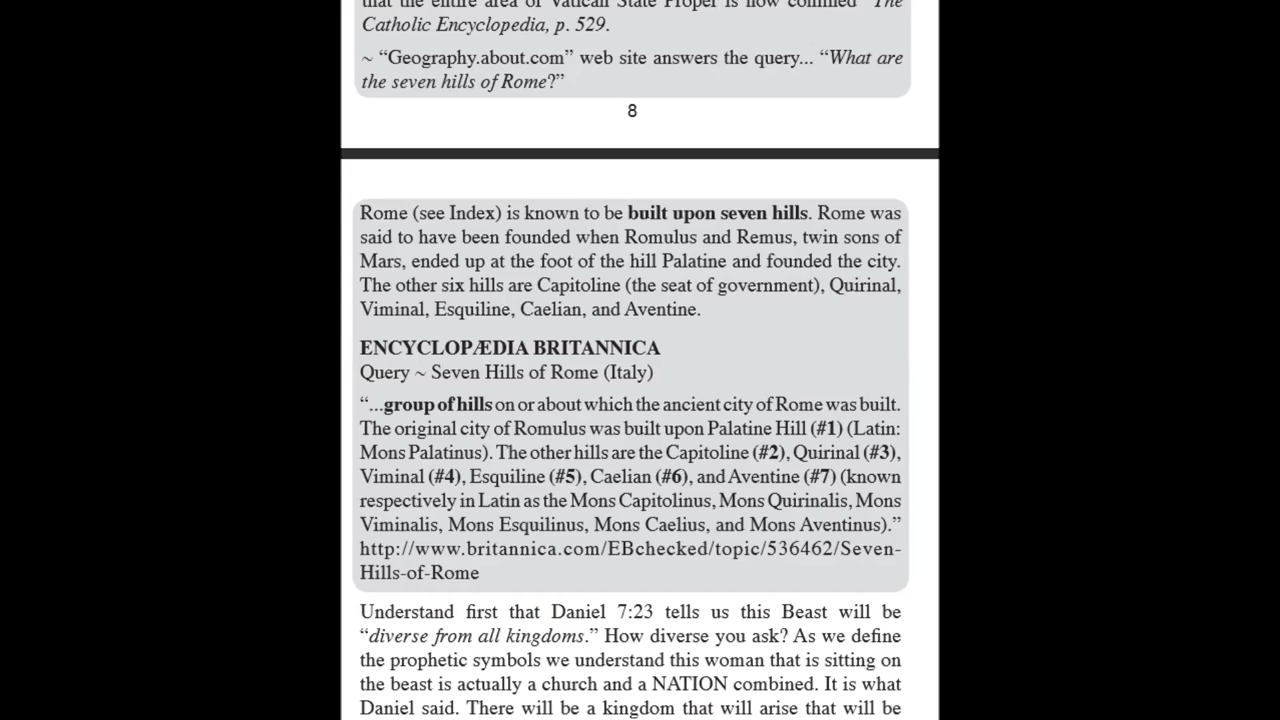 that the entire area of Vatican State Proper is now confined" The
Catholic Encyclopedia, p. 529.
~ “Geography.about.com” web site answers the query... “What are
the seven hills of Rome?”
8
Rome (see Index) is known to be built upon seven hills. Rome was
said to have been founded when Romulus and Remus, twin sons of
Mars, ended up at the foot of the hill Palatine and founded the city.
The other six hills are Capitoline (the seat of government), Quirinal,
Viminal, Esquiline, Caelian, and Aventine.
ENCYCLOPÆDIA BRITANNICA
Query ~ Seven Hills of Rome (Italy)
“...group of hills on or about which the ancient city of Rome was built.
The original city of Romulus was built upon Palatine Hill (#1) (Latin:
Mons Palatinus). The other hills are the Capitoline (#2), Quirinal (#3),
Viminal (#4), Esquiline (#5), Caelian (#6), and Aventine (#7) (known
respectively in Latin as the Mons Capitolinus, Mons Quirinalis, Mons
Viminalis, Mons Esquilinus, Mons Caelius, and Mons Aventinus).”
http://www.britannica.com/EBchecked/topic/536462/Seven-
Hills-of-Rome
Understand first that Daniel 7:23 tells us this Beast will be
“diverse from all kingdoms.” How diverse you ask? As we define
the prophetic symbols we understand this woman that is sitting on
the beast is actually a church and a NATION combined. It is what
Daniel said. There will be a kingdom that will arise that will be